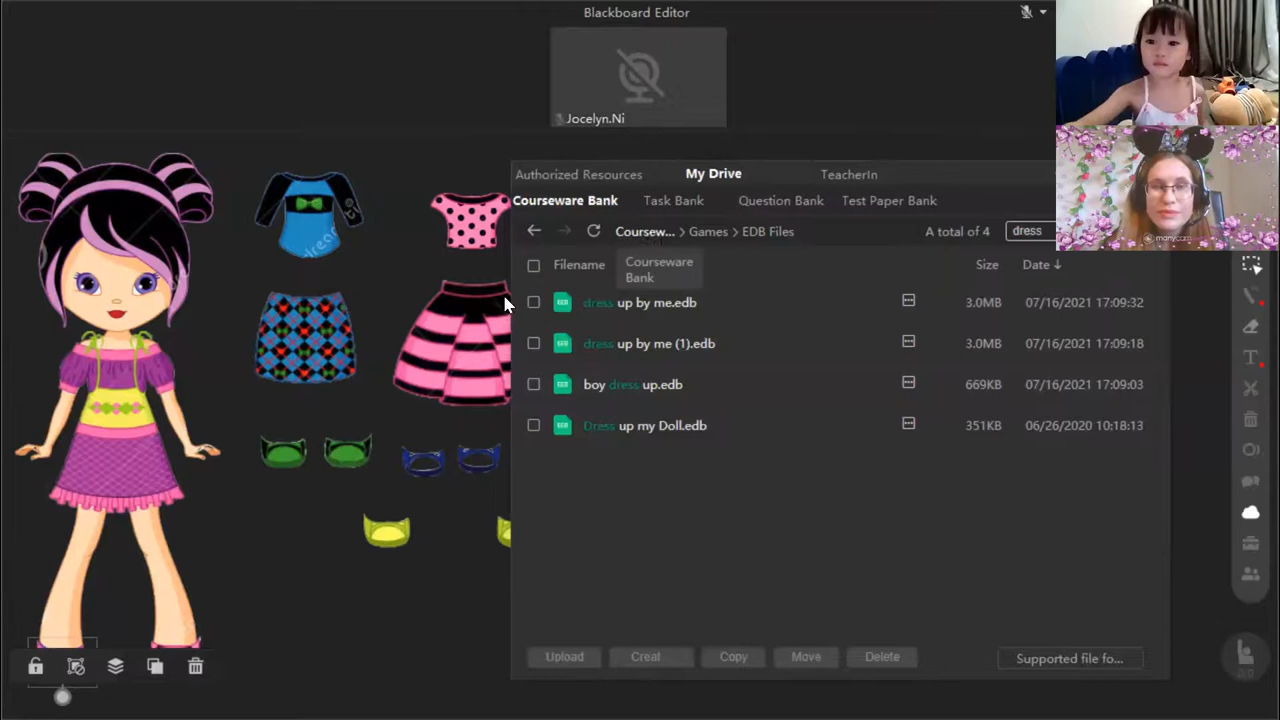 Blackboard Editor
Jocelyn.Ni
Authorized Resources My Drive TeacherIn
Courseware Bank Task Bank Question Bank Test Paper Bank
Coursew... > Games > EDB Files A total of 4 dress
Filename Size Date ↓
Courseware
Bank
dress up by me.edb 3.0MB 07/16/2021 17:09:32
dress up by me (1).edb 3.0MB 07/16/2021 17:09:18
boy dress up.edb 669KB 07/16/2021 17:09:03
Dress up my Doll.edb 351KB 06/26/2020 10:18:13
Upload Creat Copy Move Delete Supported file fo...
manycam
T
0/0